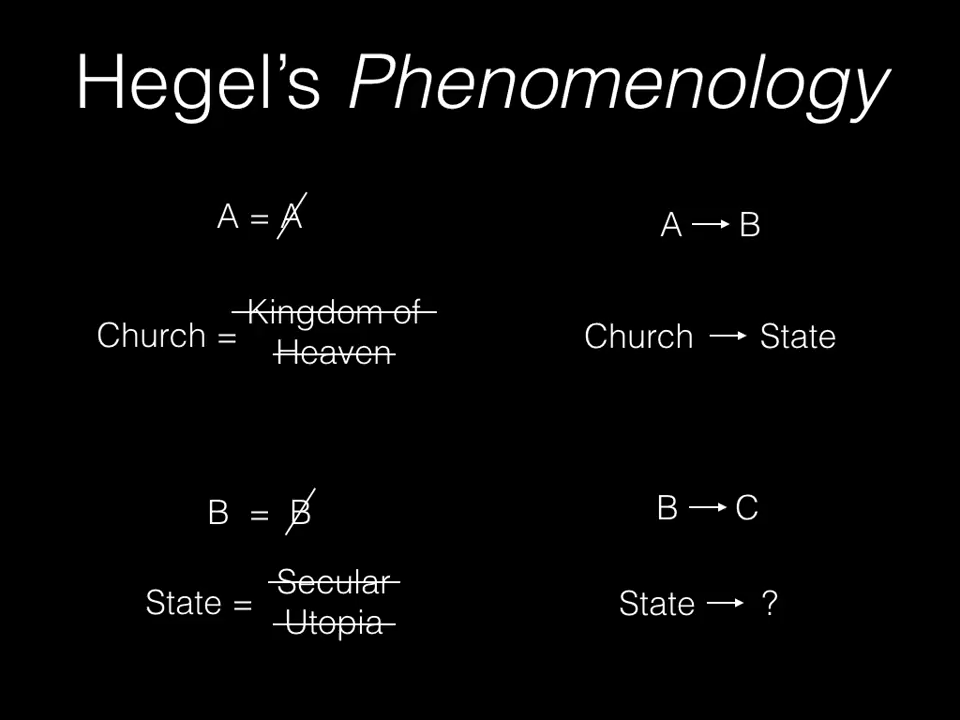 Hegel's Phenomenology
A = A
A → B
Church = Kingdom of
Heaven
Church → State
B = B
B → C
State = Secular
Utopia
State → ?